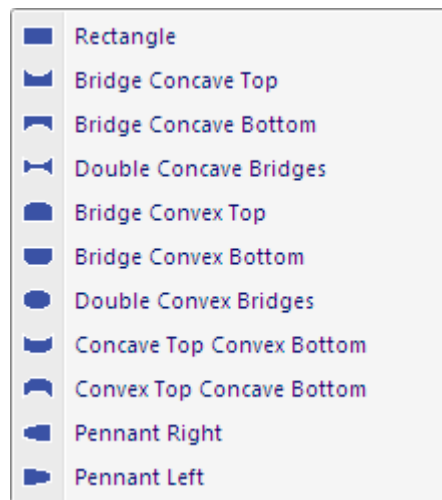 Rectangle
Bridge Concave Top
Bridge Concave Bottom
Double Concave Bridges
Bridge Convex Top
Bridge Convex Bottom
Double Convex Bridges
Concave Top Convex Bottom
Convex Top Concave Bottom
Pennant Right
Pennant Left